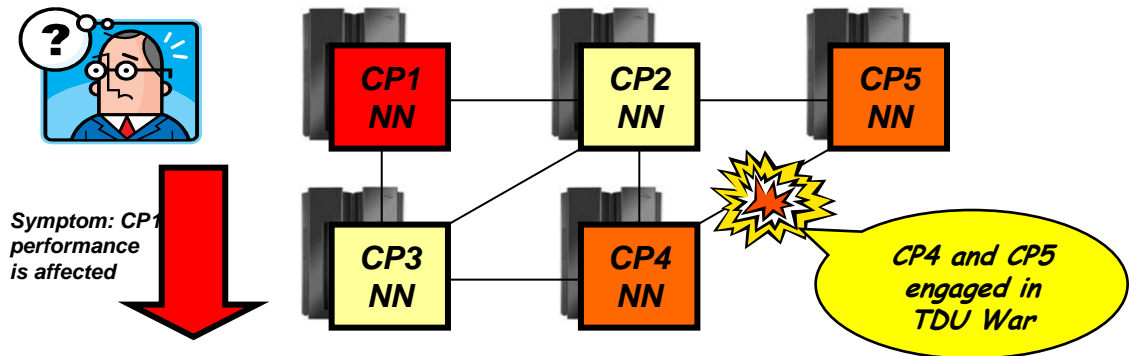 ?
CP1
NN
CP2
NN
CP5
NN
Symptom: CP1
performance
is affected
CP3
NN
CP4
NN
CP4 and CP5
engaged in
TDU War